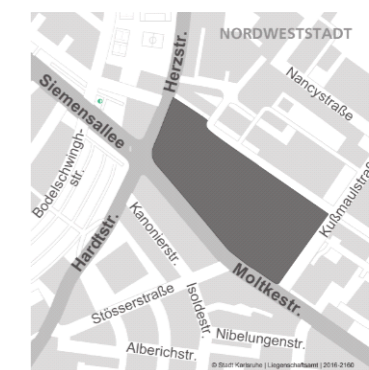 NORDWESTSTADT
Herzstr.
Nancystraße
Siemensallee
Bodelschwingh-
str.
Kußmaulstraße
Hardtstr.
Kanonierstr.
Moltkestr.
Stösserstraße
Isoldestr.
Nibelungenstr.
Alberichstr.
© Stadt Karlsruhe | Liegenschaftsamt | 2016-2160